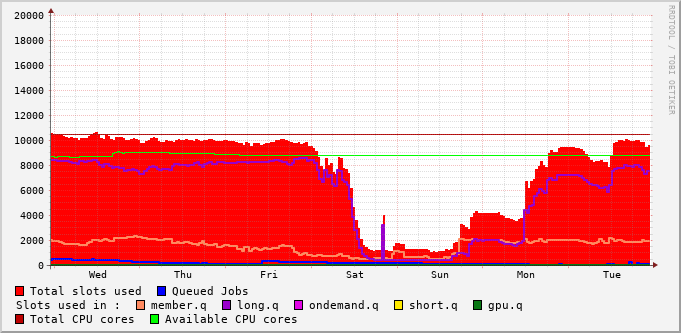 20000
18000
16000
14000
12000
10000
8000
6000
4000
2000
0
Wed Thu Fri Sat Sun Mon Tue
RRDTOOL / TOBI OETIKER
Total slots used Queued Jobs
Slots used in : member.q long.q ondemand.q short.q gpu.q
Total CPU cores Available CPU cores